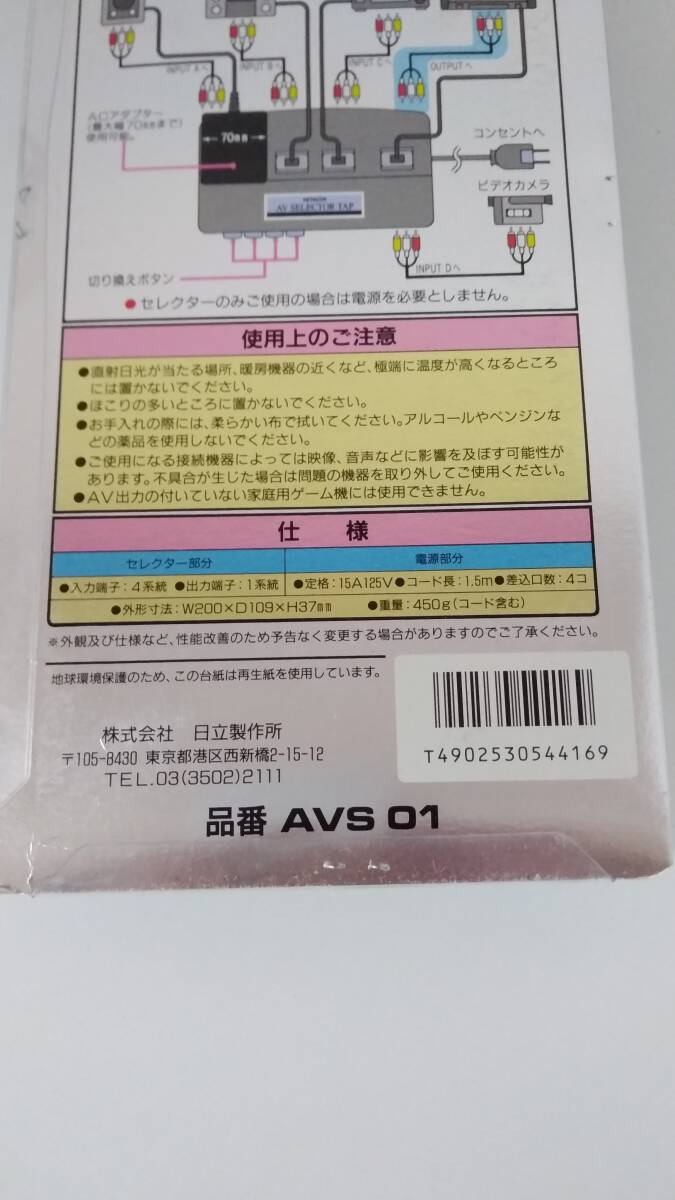 INPUT Aへ
INPUT Bへ
INPUT Cへ
OUTPUTへ
ACアダプター
(最大幅70mmまで)
使用可能。
70mm
コンセントへ
HITACHI
AV SELECTOR TAP
ビデオカメラ
INPUT Dへ
切り換えボタン
●セレクターのみご使用の場合は電源を必要としません。
使用上のご注意
●直射日光が当たる場所、暖房機器の近くなど、極端に温度が高くなるところ
には置かないでください。
●ほこりの多いところに置かないでください。
●お手入れの際には、柔らかい布で拭いてください。アルコールやベンジンな
どの薬品を使用しないでください。
●ご使用になる接続機器によっては映像、音声などに影響を及ぼす可能性が
あります。不具合が生じた場合は問題の機器を取り外してご使用ください。
●AV出力の付いていない家庭用ゲーム機には使用できません。
仕 様
セレクター部分 電源部分
●入力端子：4系統 ●出力端子：1系統 ●定格：15A125V ●コード長：1.5m ●差込口数：4コ
●外形寸法：W200×D109×H37mm ●重量：450g(コード含む)
※外観及び仕様など、性能改善のため予告なく変更する場合がありますのでご了承ください。
地球環境保護のため、この台紙は再生紙を使用しています。
株式会社 日立製作所
〒105-8430 東京都港区西新橋2-15-12
TEL.03(3502)2111
T4902530544169
品番 AVS 01